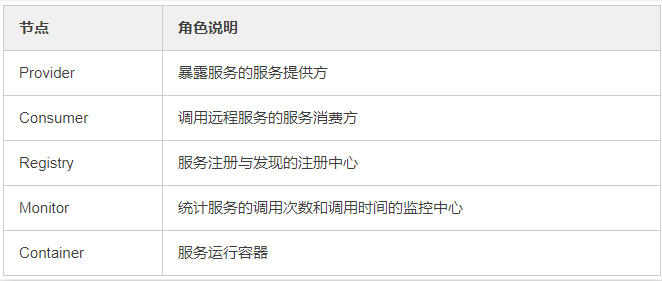 节点 角色说明
Provider 暴露服务的服务提供方
Consumer 调用远程服务的服务消费方
Registry 服务注册与发现的注册中心
Monitor 统计服务的调用次数和调用时间的监控中心
Container 服务运行容器